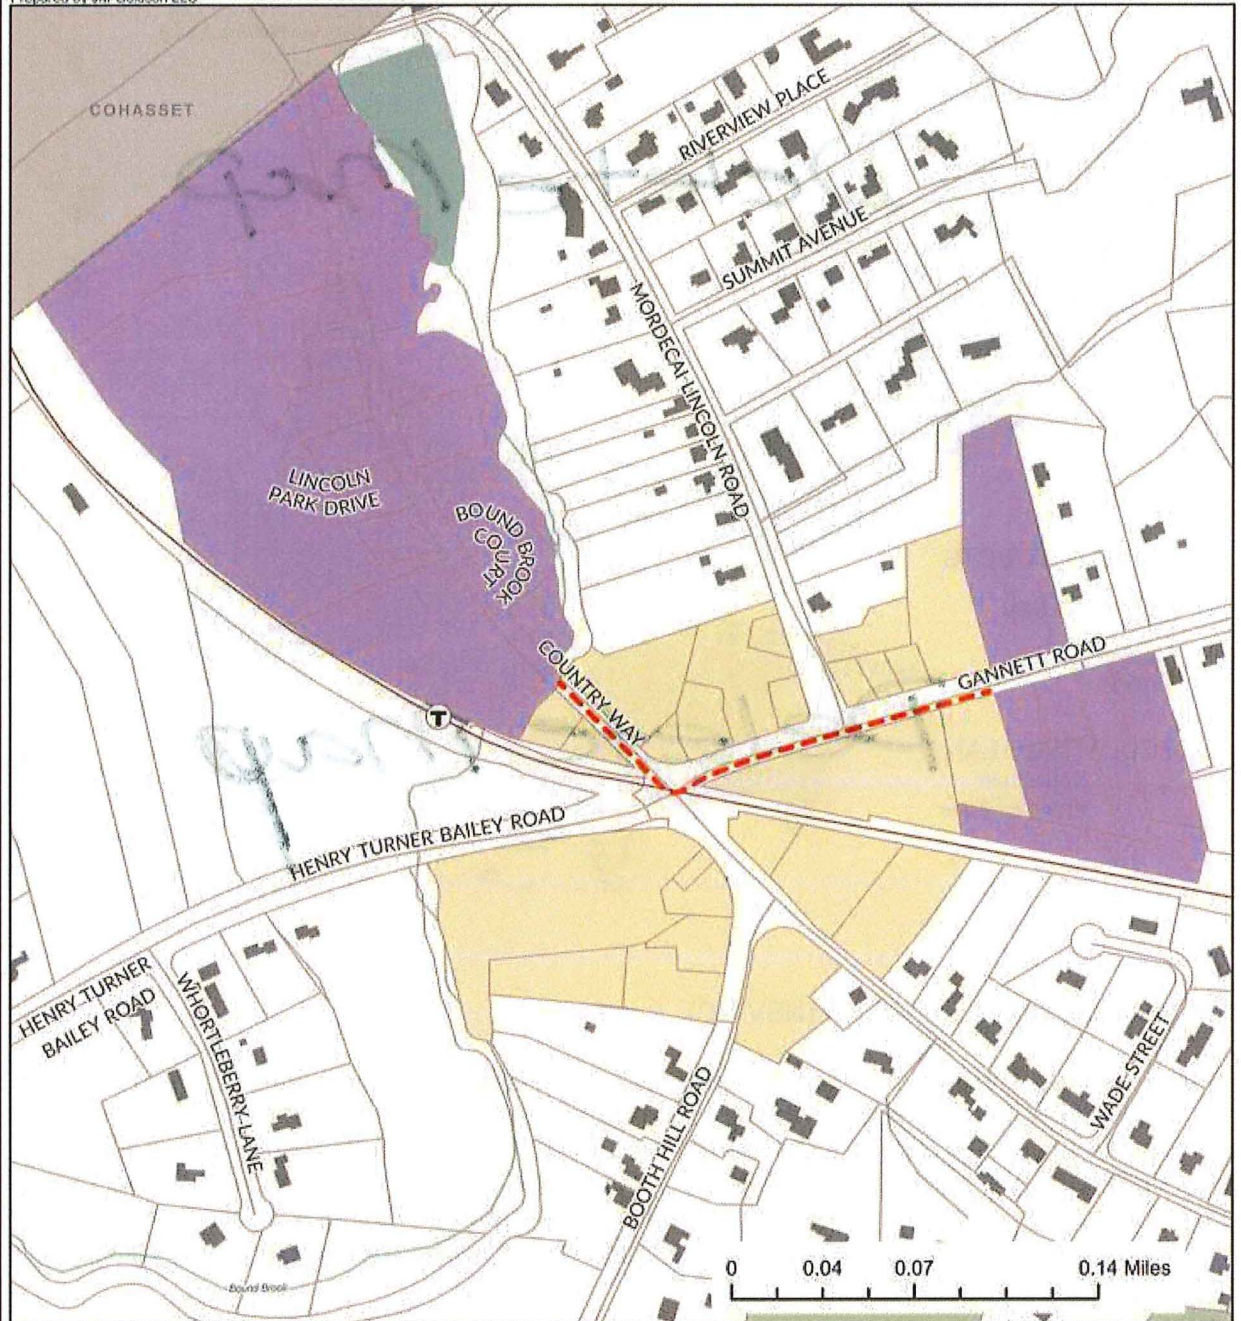 COHASSET
RIVERVIEW PLACE
SUMMIT AVENUE
MORDECAI LINCOLN ROAD
LINCOLN
PARK DRIVE
BOUND BROOK
COURT
COUNTRY WAY
GANNETT ROAD
T
HENRY TURNER BAILEY ROAD
HENRY TURNER
BAILEY ROAD
WHORTLEBERRY LANE
WADE STREET
BOOTH HILL ROAD
Bound Brook
0 0.04 0.07 0.14 Miles